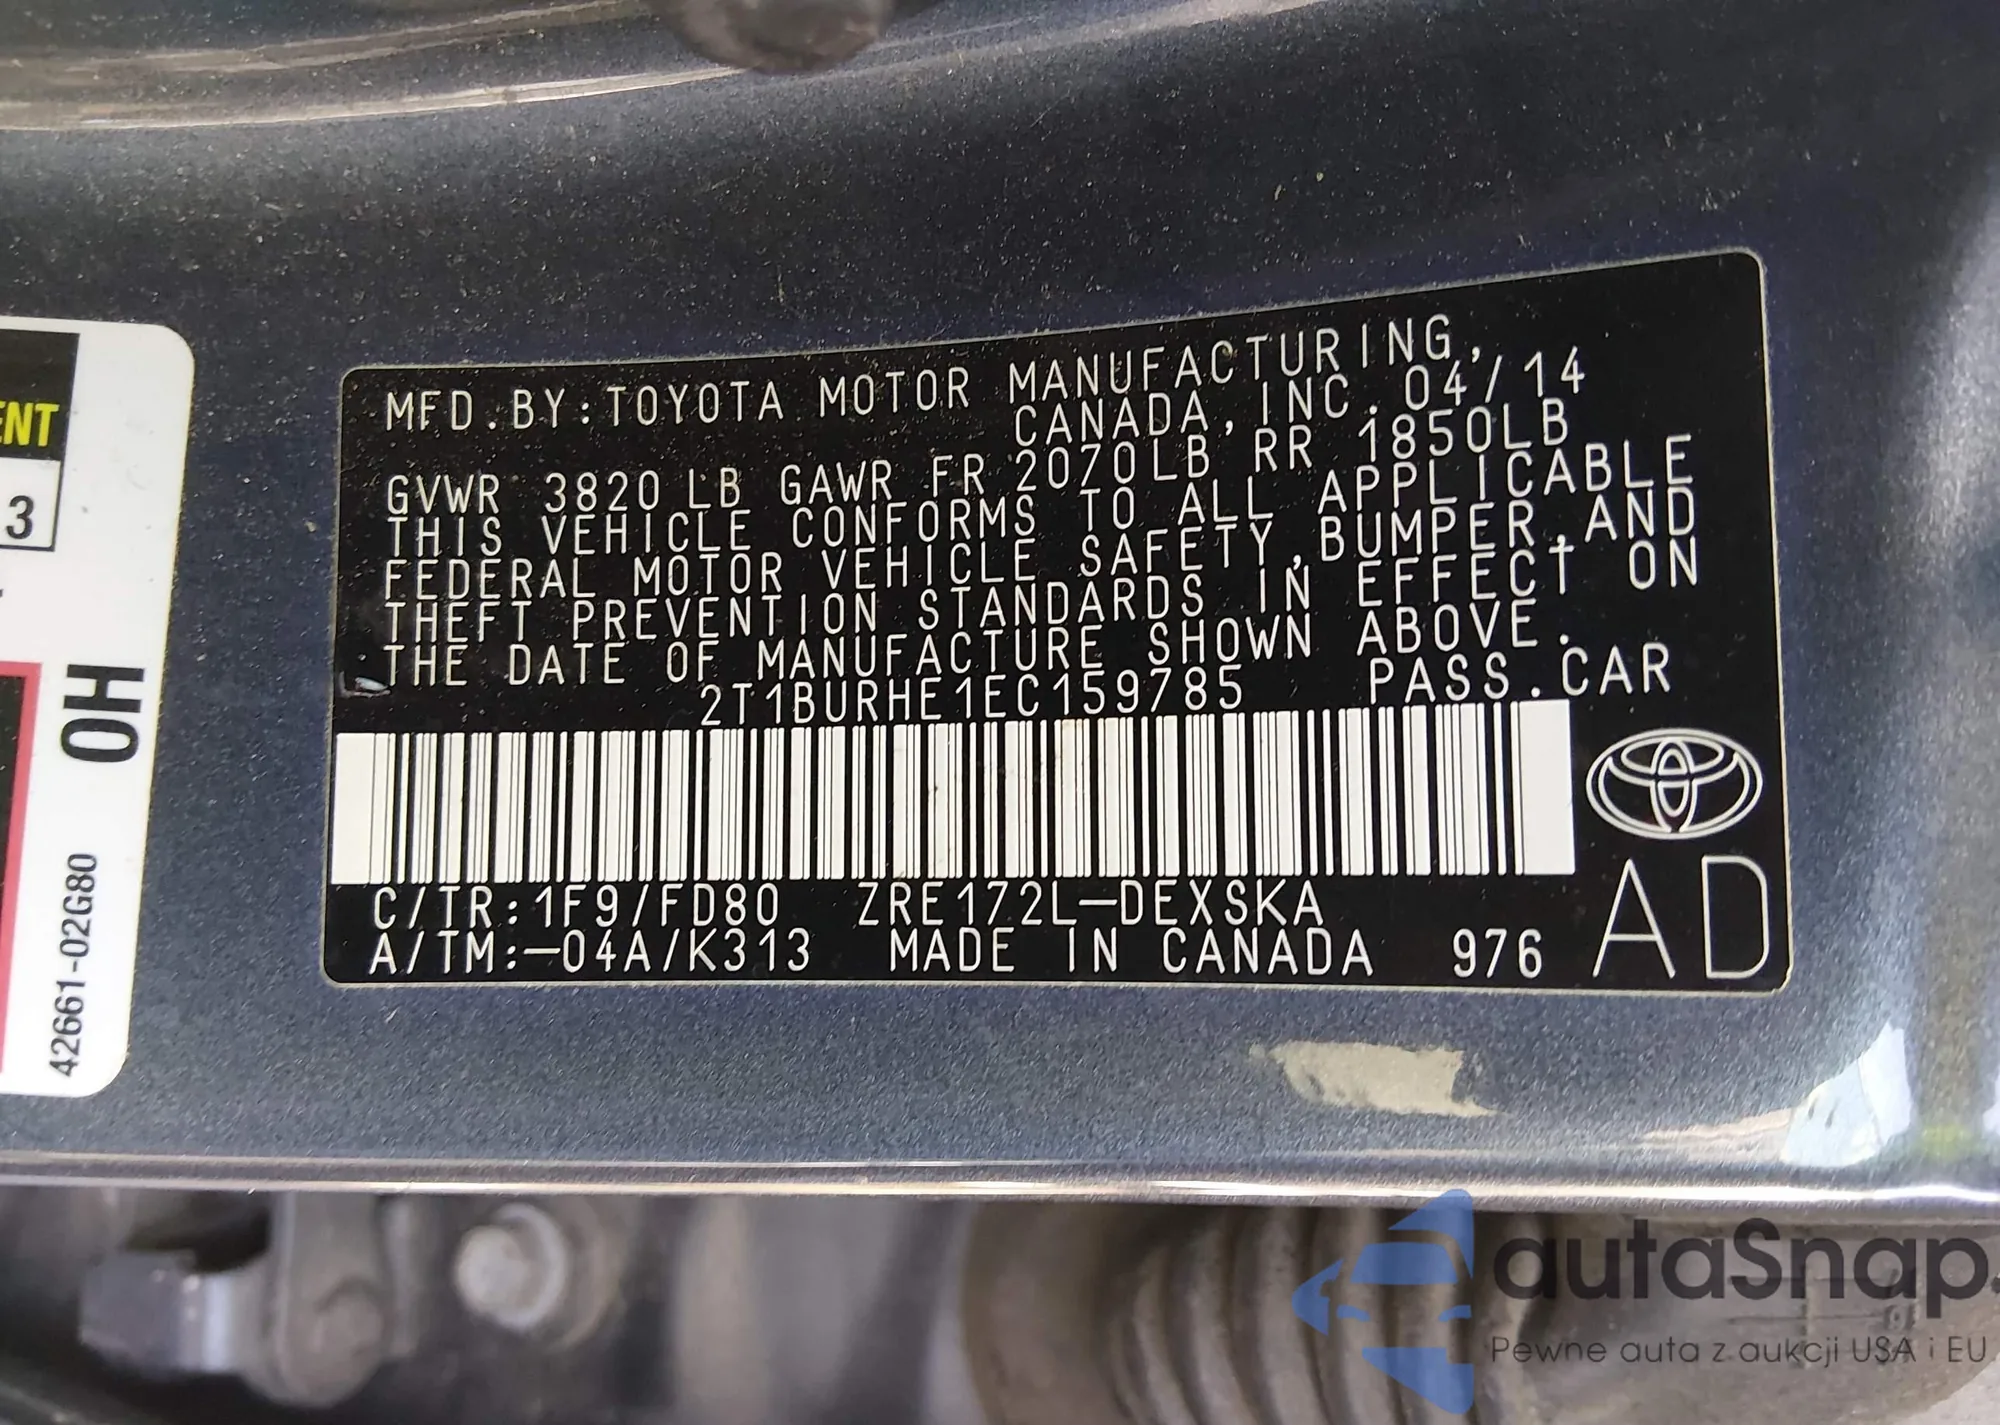 ENT
3
OH
42661-02G80
MFD.BY:TOYOTA MOTOR MANUFACTURING,
CANADA,INC. 04/14
GVWR 3820LB GAWR FR 2070LB RR 1850LB
THIS VEHICLE CONFORMS TO ALL APPLICABLE
FEDERAL MOTOR VEHICLE SAFETY,BUMPER,AND
THEFT PREVENTION STANDARDS IN EFFECT ON
THE DATE OF MANUFACTURE SHOWN ABOVE.
2T1BURHE1EC159785 PASS.CAR
C/TR:1F9/FD80 ZRE172L-DEXSKA
A/TM:-04A/K313 MADE IN CANADA 976
AD
autaSnap.
Pewne auta z aukcji USA i EU